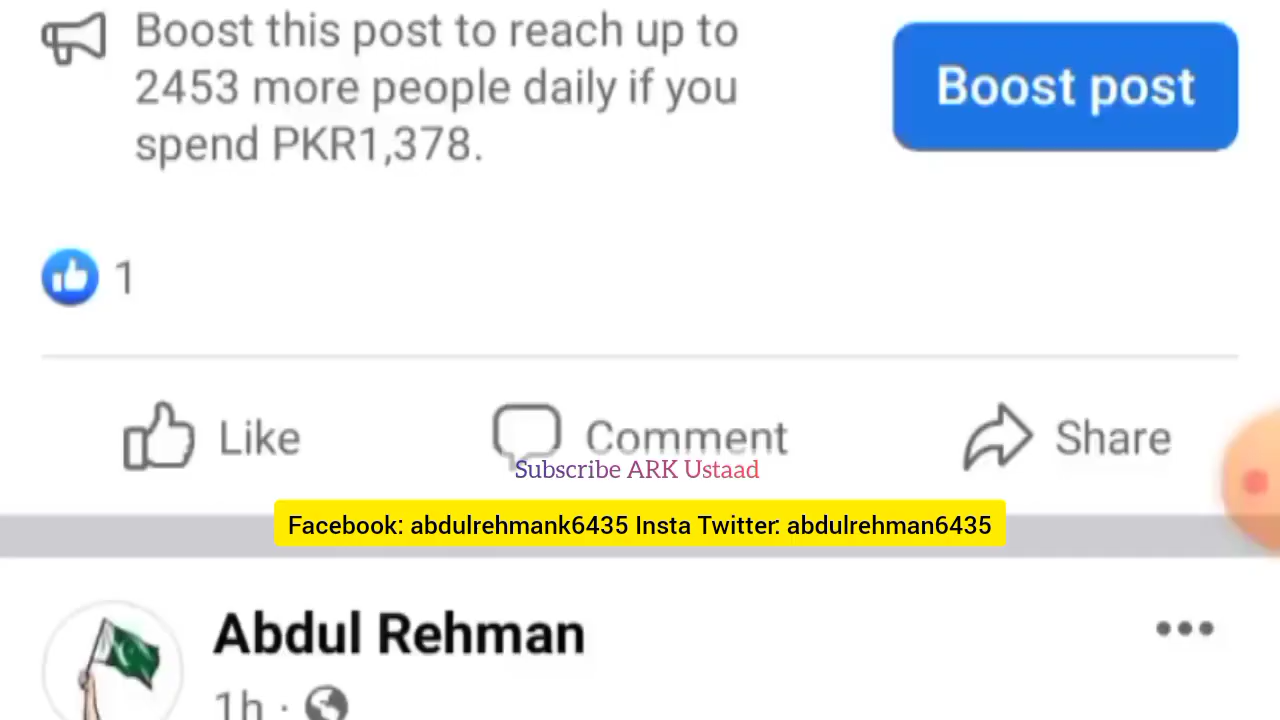 Boost this post to reach up to
2453 more people daily if you
spend PKR1,378.
Boost post
1
Like
Comment
Share
Subscribe ARK Ustaad
Facebook: abdulrehmank6435 Insta Twitter: abdulrehman6435
Abdul Rehman
1h ·